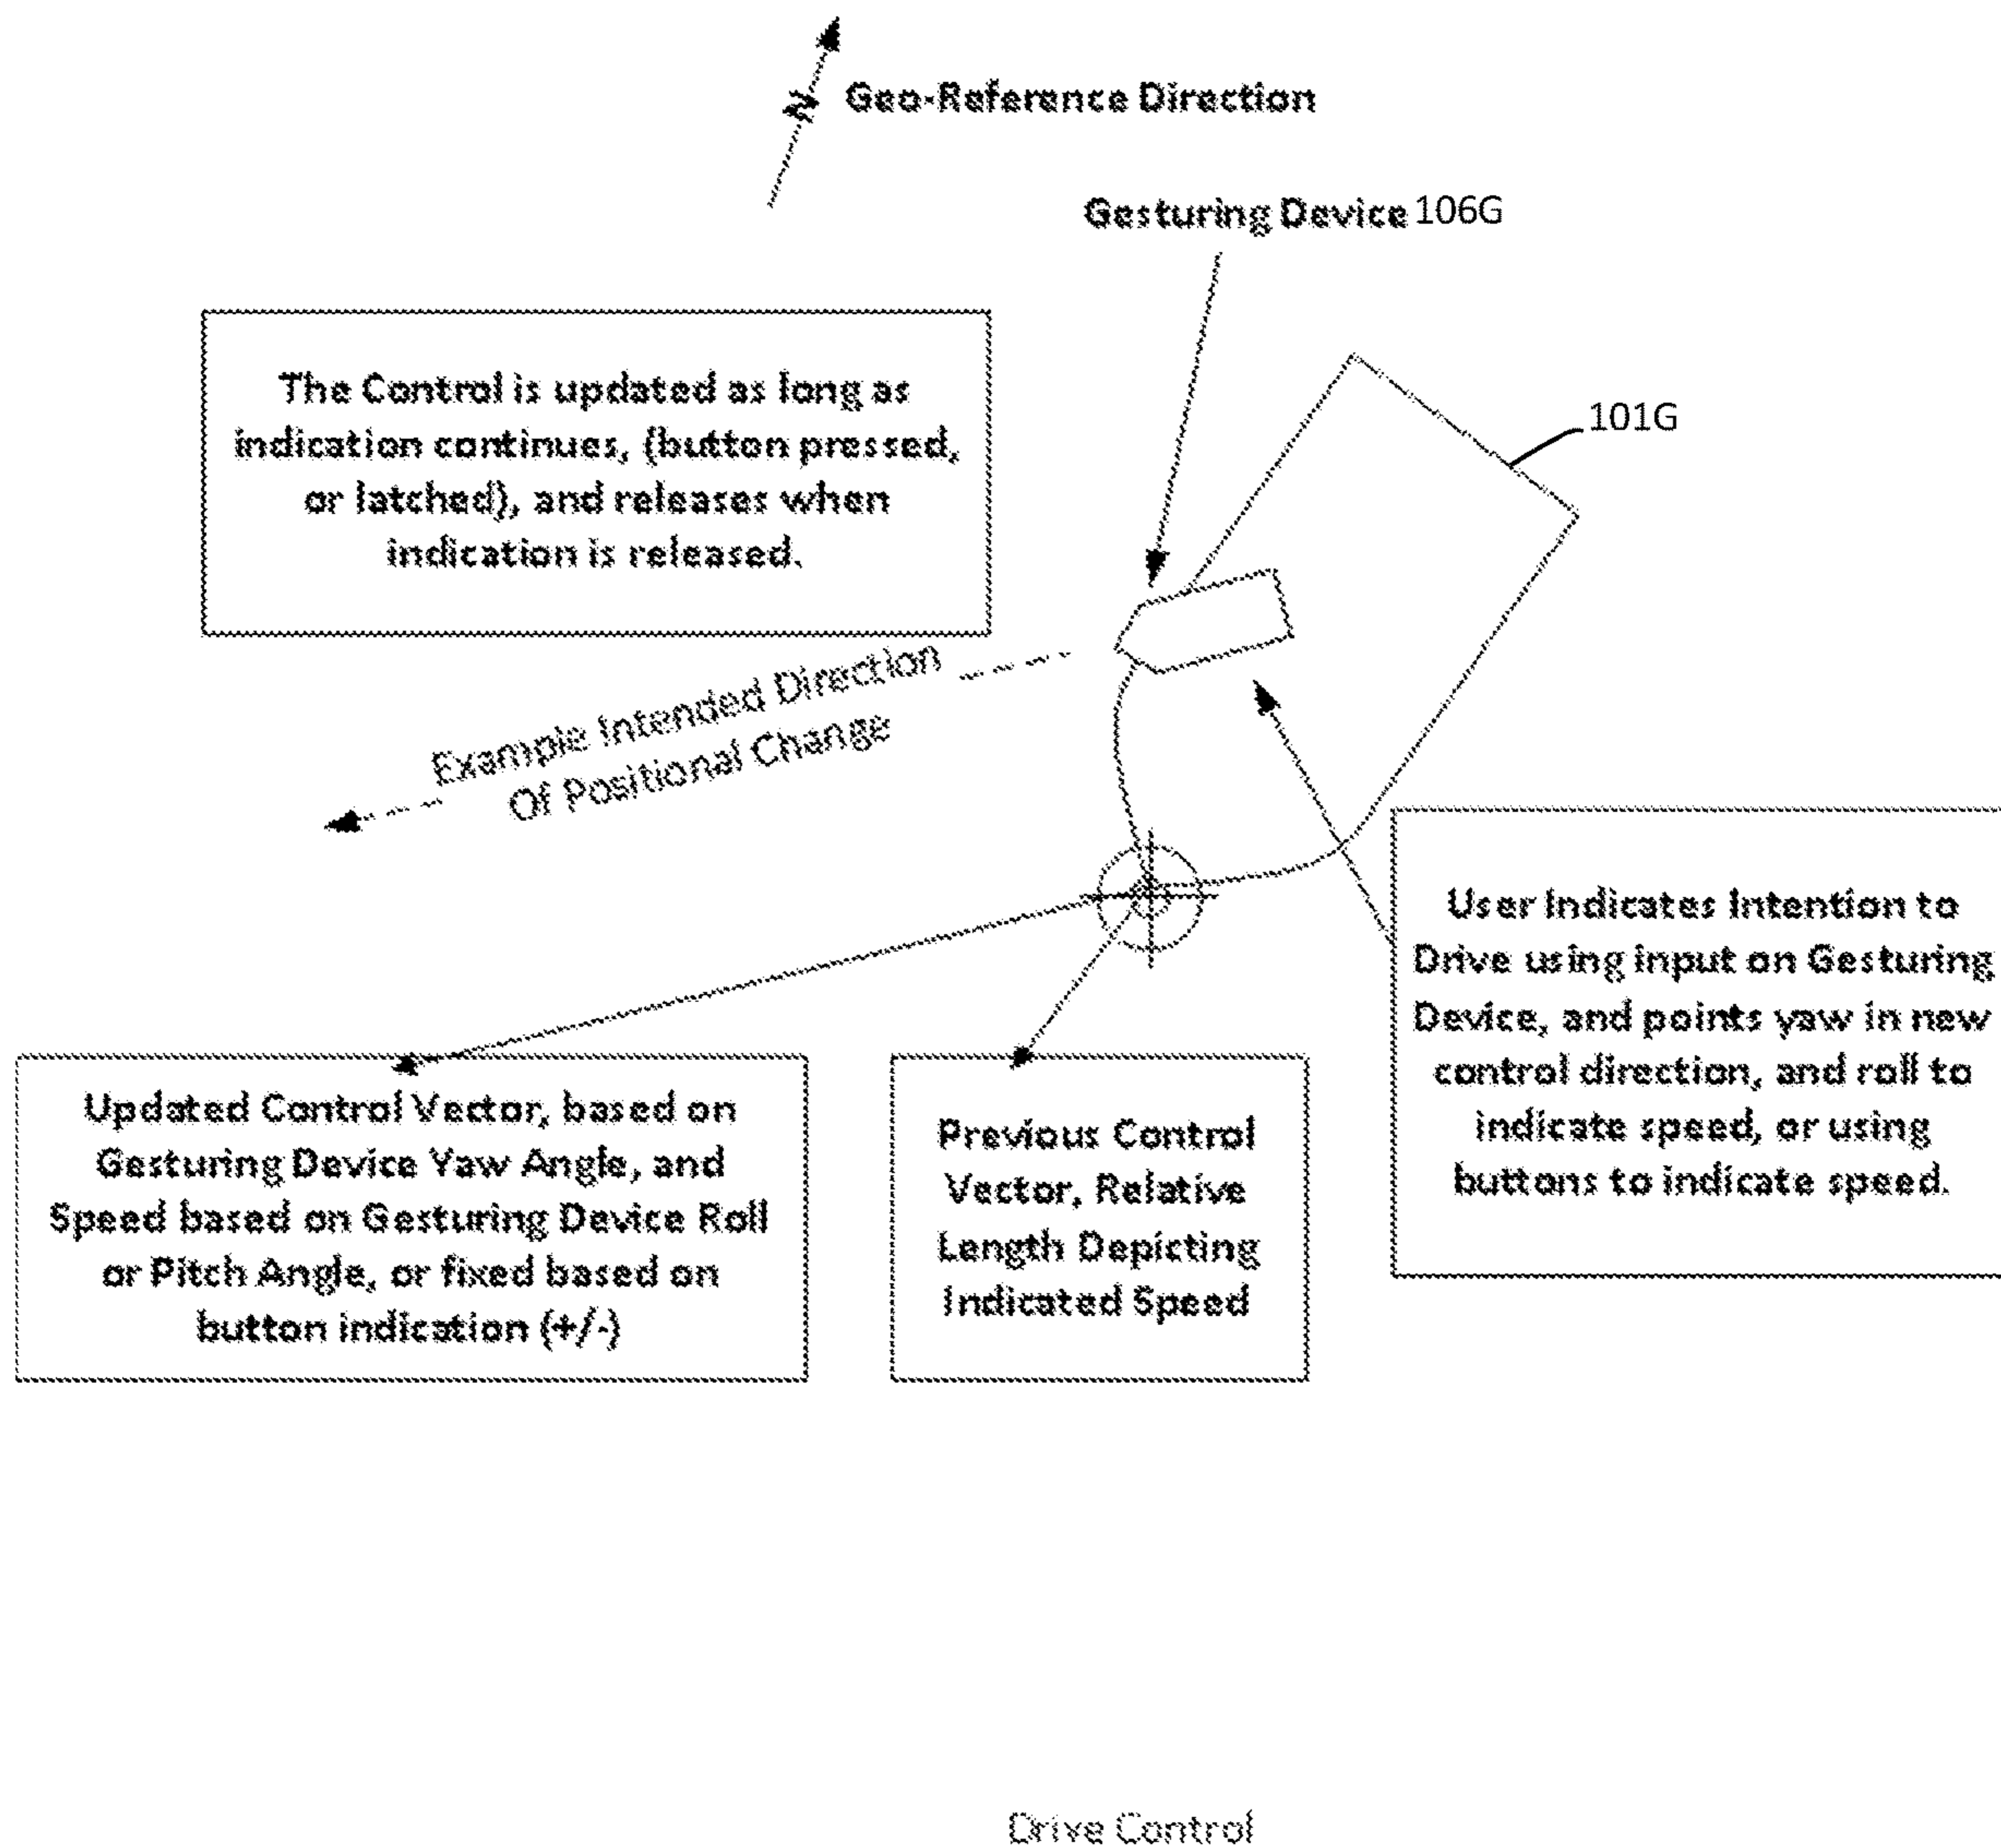 N
Geo-Reference Direction
Gesturing Device 106G
The Control is updated as long as
indication continues, (button pressed,
or latched), and releases when
indication is released.
101G
Example Intended Direction
Of Positional Change
User Indicates Intention to
Drive using input on Gesturing
Device, and points yaw in new
control direction, and roll to
indicate speed, or using
buttons to indicate speed.
Updated Control Vector, based on
Gesturing Device Yaw Angle, and
Speed based on Gesturing Device Roll
or Pitch Angle, or fixed based on
button indication (+/-)
Previous Control
Vector, Relative
Length Depicting
Indicated Speed
Drive Control